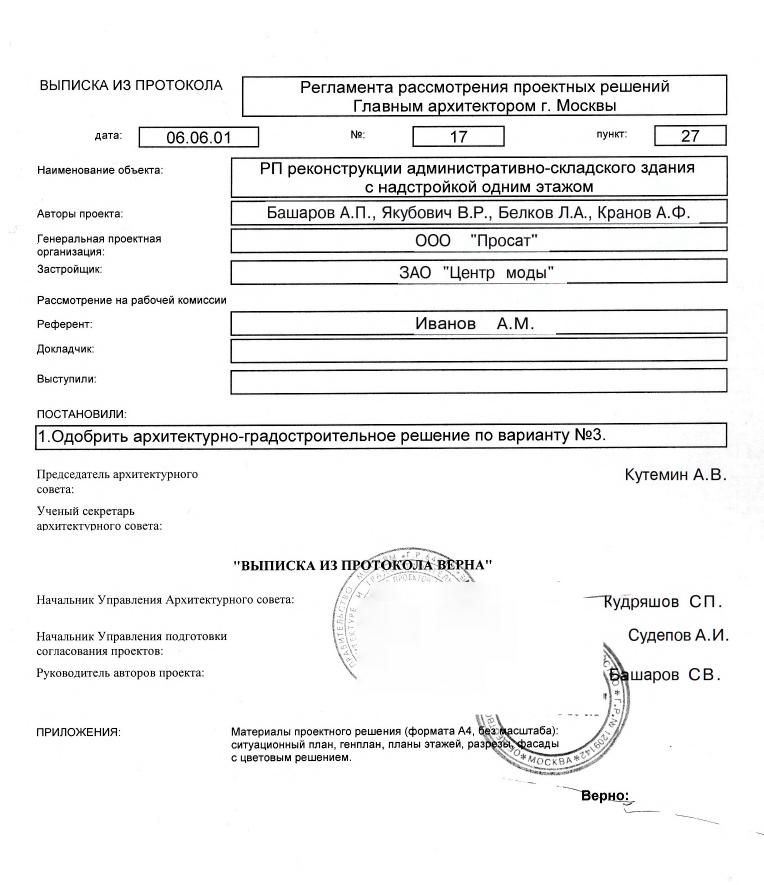 ВЫПИСКА ИЗ ПРОТОКОЛА
Регламента рассмотрения проектных решений
Главным архитектором г. Москвы
дата: 06.06.01 №: 17 пункт: 27
Наименование объекта:
РП реконструкции административно-складского здания
с надстройкой одним этажом
Авторы проекта: Башаров А.П., Якубович В.Р., Белков Л.А., Кранов А.Ф.
Генеральная проектная
организация:
ООО "Просат"
Застройщик: ЗАО "Центр моды"
Рассмотрение на рабочей комиссии
Референт: Иванов А.М.
Докладчик:
Выступили:
ПОСТАНОВИЛИ:
1.Одобрить архитектурно-градостроительное решение по варианту №3.
Председатель архитектурного
совета:
Кутемин А.В.
Ученый секретарь
архитектурного совета:
"ВЫПИСКА ИЗ ПРОТОКОЛА ВЕРНА"
Начальник Управления Архитектурного совета: Кудряшов СП.
Начальник Управления подготовки
согласования проектов:
Судепов А.И.
Руководитель авторов проекта: Башаров СВ.
ПРИЛОЖЕНИЯ:
Материалы проектного решения (формата А4, без масштаба):
ситуационный план, генплан, планы этажей, разрезы, фасады
с цветовым решением.
*МОСКВА*
Г.Р.№ 1209142
Верно: